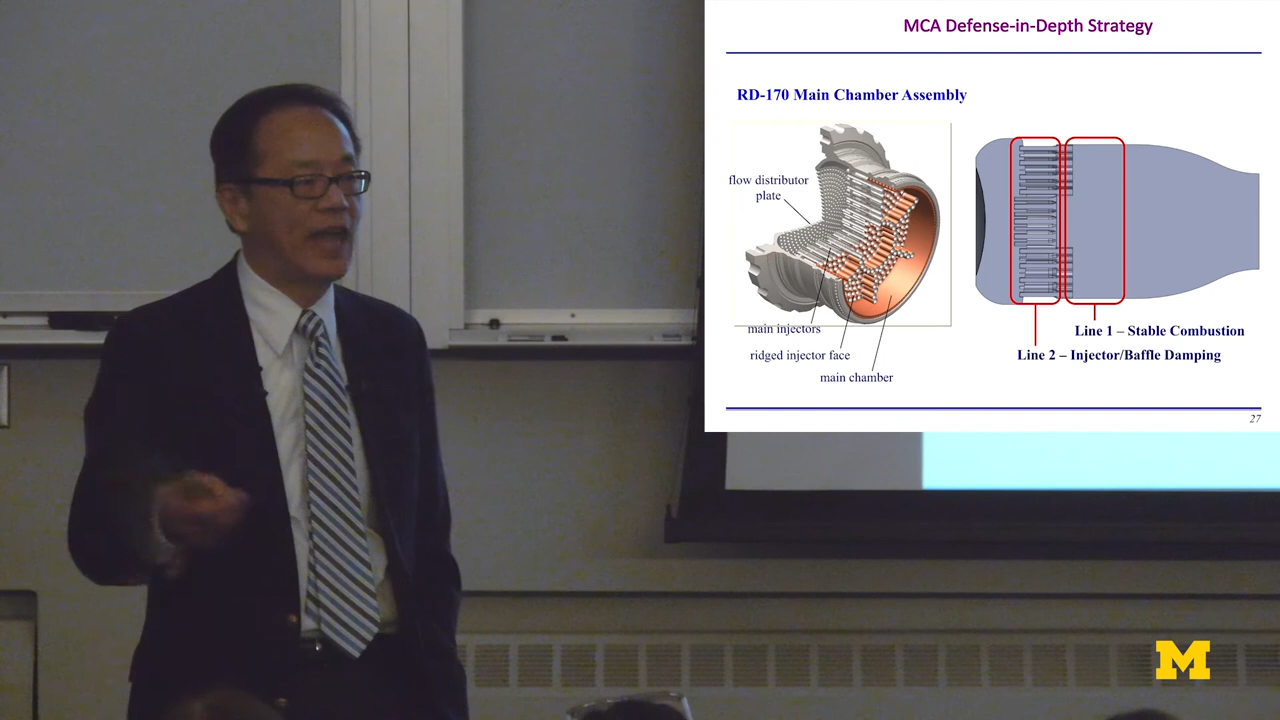 MCA Defense-in-Depth Strategy
RD-170 Main Chamber Assembly
flow distributor
plate
main injectors
ridged injector face
main chamber
Line 1 – Stable Combustion
Line 2 – Injector/Baffle Damping
27
M